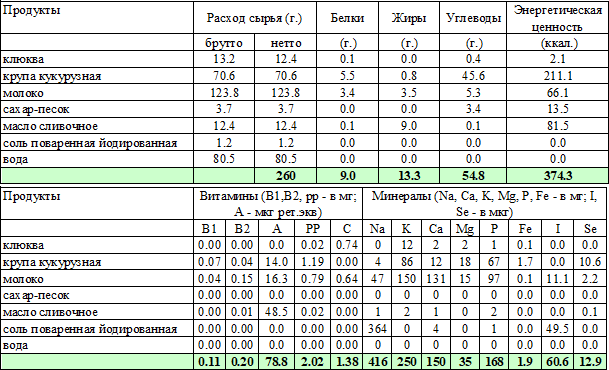 Продукты Расход сырья (г.) Белки Жиры Углеводы Энергетическая ценность
брутто нетто (г.) (г.) (г.) (ккал.)
клюква 13.2 12.4 0.1 0.0 0.4 2.1
крупа кукурузная 70.6 70.6 5.5 0.8 45.6 211.1
молоко 123.8 123.8 3.4 3.5 5.3 66.1
сахар-песок 3.7 3.7 0.0 0.0 3.4 13.5
масло сливочное 12.4 12.4 0.1 9.0 0.1 81.5
соль поваренная йодированная 1.2 1.2 0.0 0.0 0.0 0.0
вода 80.5 80.5 0.0 0.0 0.0 0.0
260 9.0 13.3 54.8 374.3
Продукты Витамины (B1,B2, pp - в мг; Минералы (Na, Ca, K, Mg, P, Fe - в мг; I,
A - мкг рет.экв) Se - в мкг)
B1 B2 A PP C Na K Ca Mg P Fe I Se
клюква 0.00 0.00 0.0 0.02 0.74 0 12 2 2 1 0.1 0.0 0.0
крупа кукурузная 0.07 0.04 14.0 1.19 0.00 4 86 12 18 67 1.7 0.0 10.6
молоко 0.04 0.15 16.3 0.79 0.64 47 150 131 15 97 0.1 11.1 2.2
сахар-песок 0.00 0.00 0.0 0.00 0.00 0 0 0 0 0 0.0 0.0 0.0
масло сливочное 0.00 0.01 48.5 0.02 0.00 1 2 1 0 2 0.0 0.0 0.0
соль поваренная йодированная 0.00 0.00 0.0 0.00 0.00 364 0 4 0 1 0.0 49.5 0.0
вода 0.00 0.00 0.0 0.00 0.00 0 0 0 0 0 0.0 0.0 0.0
0.11 0.20 78.8 2.02 1.38 416 250 150 35 168 1.9 60.6 12.9